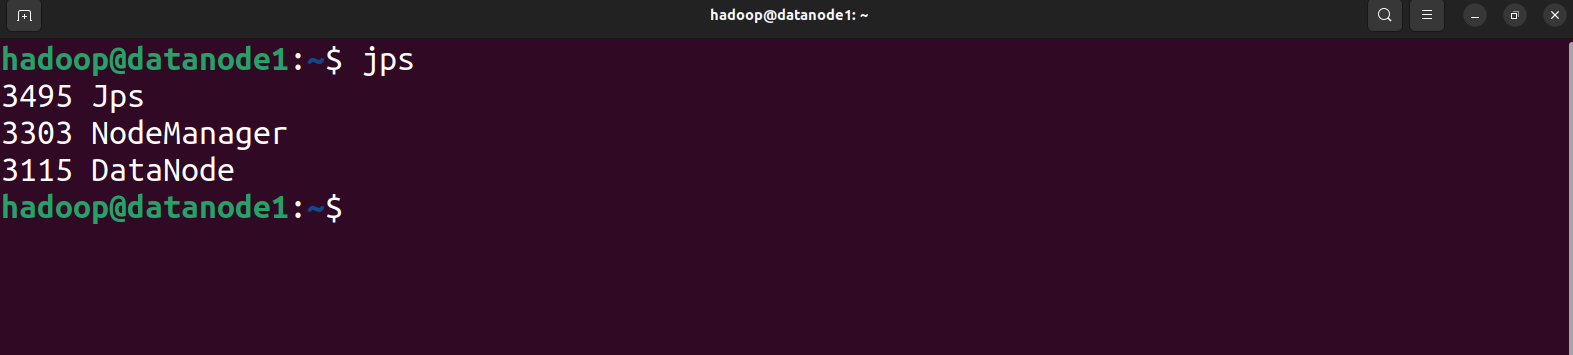 hadoop@datanode1: ~
hadoop@datanode1:~$ jps
3495 Jps
3303 NodeManager
3115 DataNode
hadoop@datanode1:~$